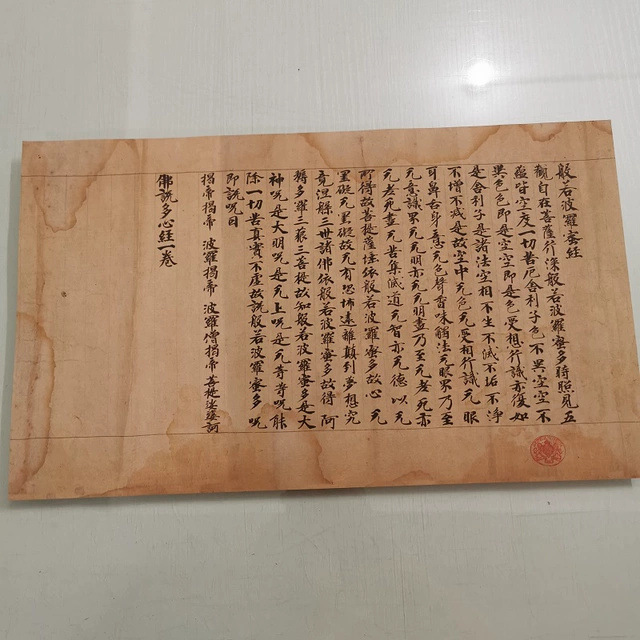 般若波羅蜜經
觀自在菩薩行深般若波羅蜜多時照見五
蘊皆空度一切苦厄舍利子色不異空空不
異色色即是空空即是色受想行識亦復如
是舍利子是諸法空相不生不滅不垢不淨
不增不減是故空中无色无受想行識无眼
耳鼻舌身意无色聲香味觸法无眼界乃至
无意識界无无明亦无无明盡乃至无老死亦
无老死盡无苦集滅道无智亦无德以无
所得故菩提薩埵依般若波羅蜜多故心无
罣礙无罣礙故无有恐怖遠離顛到夢想究
竟涅槃三世諸佛依般若波羅蜜多故得阿
耨多羅三藐三菩提故知般若波羅蜜多是大
神呪是大明呪是无上呪是无等等呪能
除一切苦真實不虛故說般若波羅蜜多呪
即說呪曰
揭帝揭帝 波羅揭帝 波羅僧揭帝 菩提娑婆訶
佛說多心經一卷